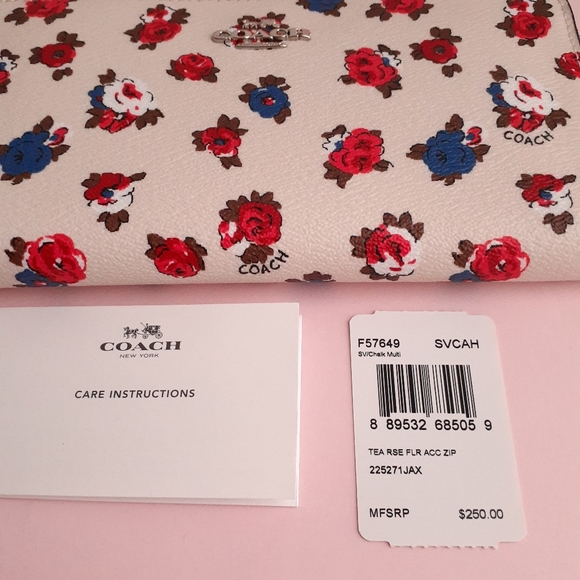 COACH
COACH
COACH
COACH
NEW YORK
CARE INSTRUCTIONS
F57649 SVCAH
SV/Chalk Multi
8 89532 68505 9
TEA RSE FLR ACC ZIP
225271JAX
MFSRP $250.00